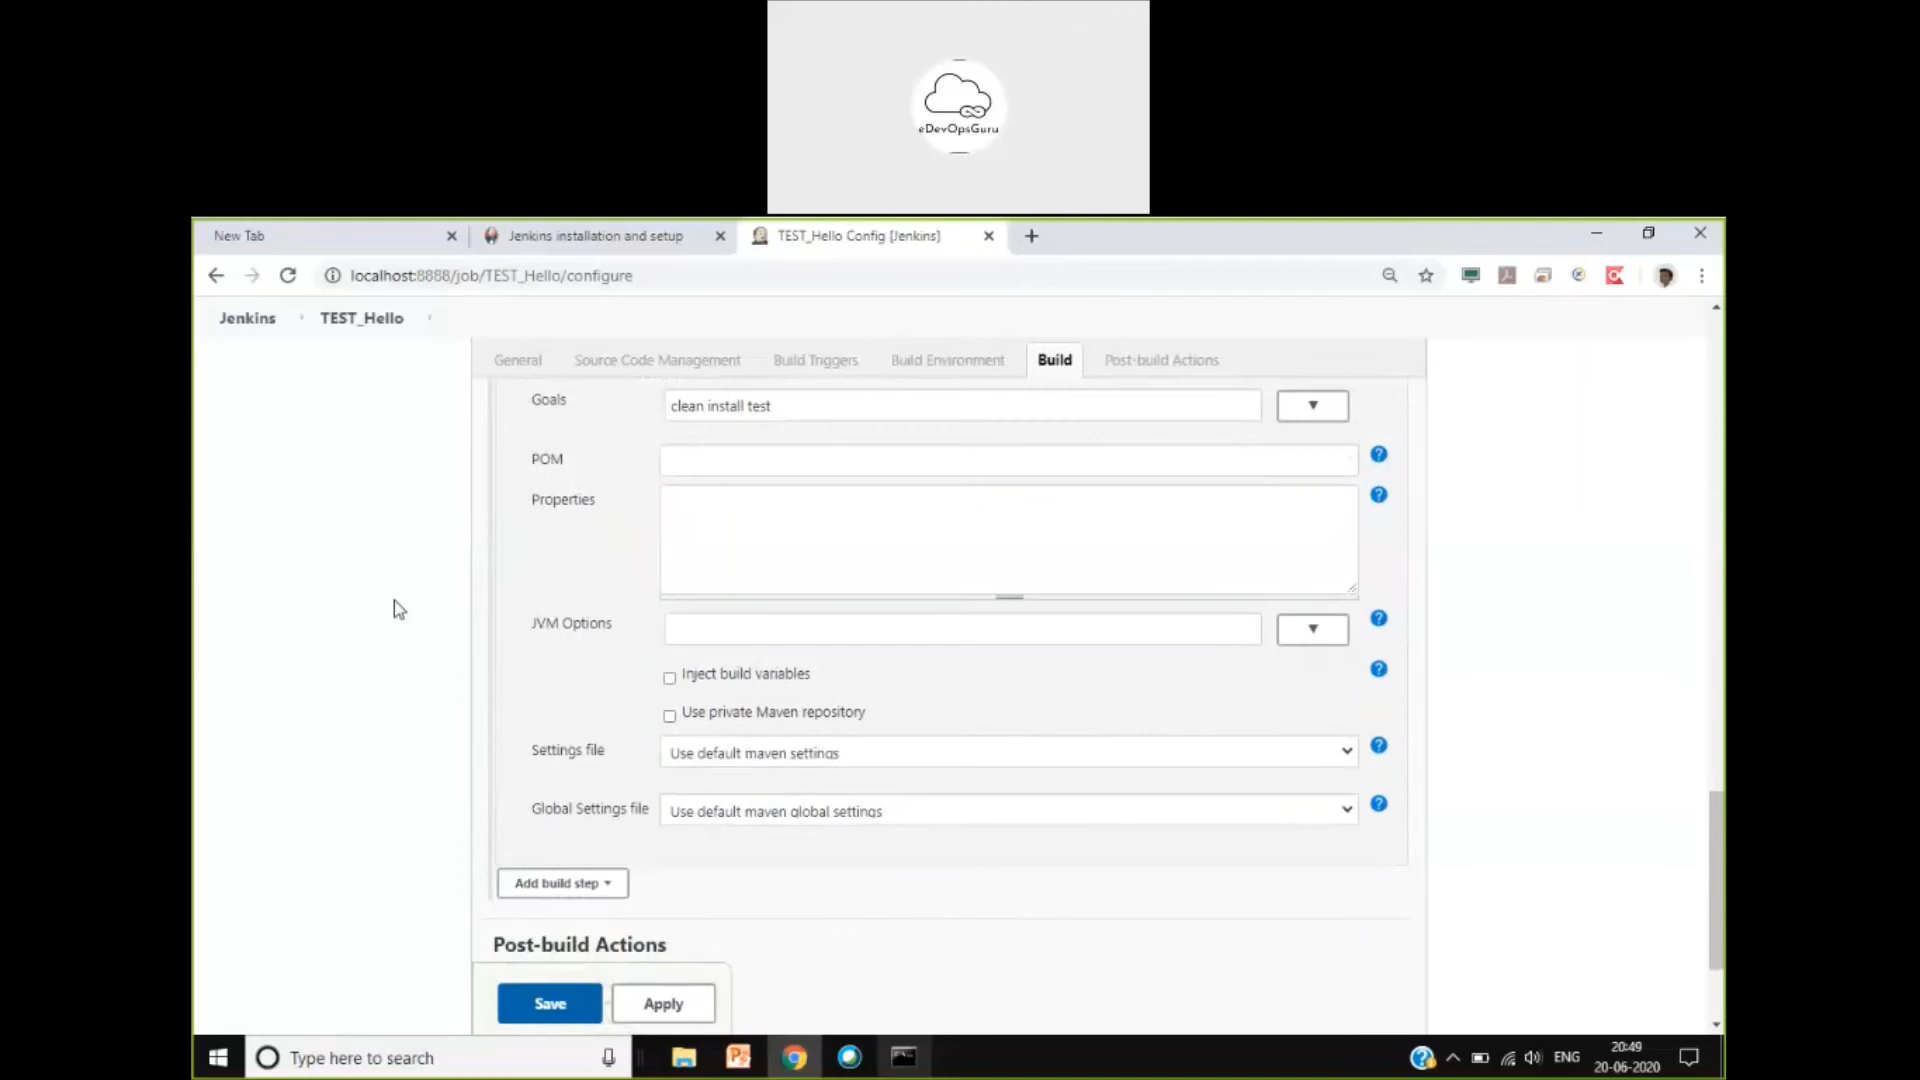 eDevOpsGuru
New Tab
Jenkins installation and setup
TEST_Hello Config [Jenkins]
localhost:8888/job/TEST_Hello/configure
Jenkins
TEST_Hello
General
Source Code Management
Build Triggers
Build Environment
Build
Post-build Actions
Goals
clean install test
POM
Properties
JVM Options
Inject build variables
Use private Maven repository
Settings file
Use default maven settings
Global Settings file
Use default maven global settings
Add build step
Post-build Actions
Save
Apply
Type here to search
ENG
20:49
20-06-2020